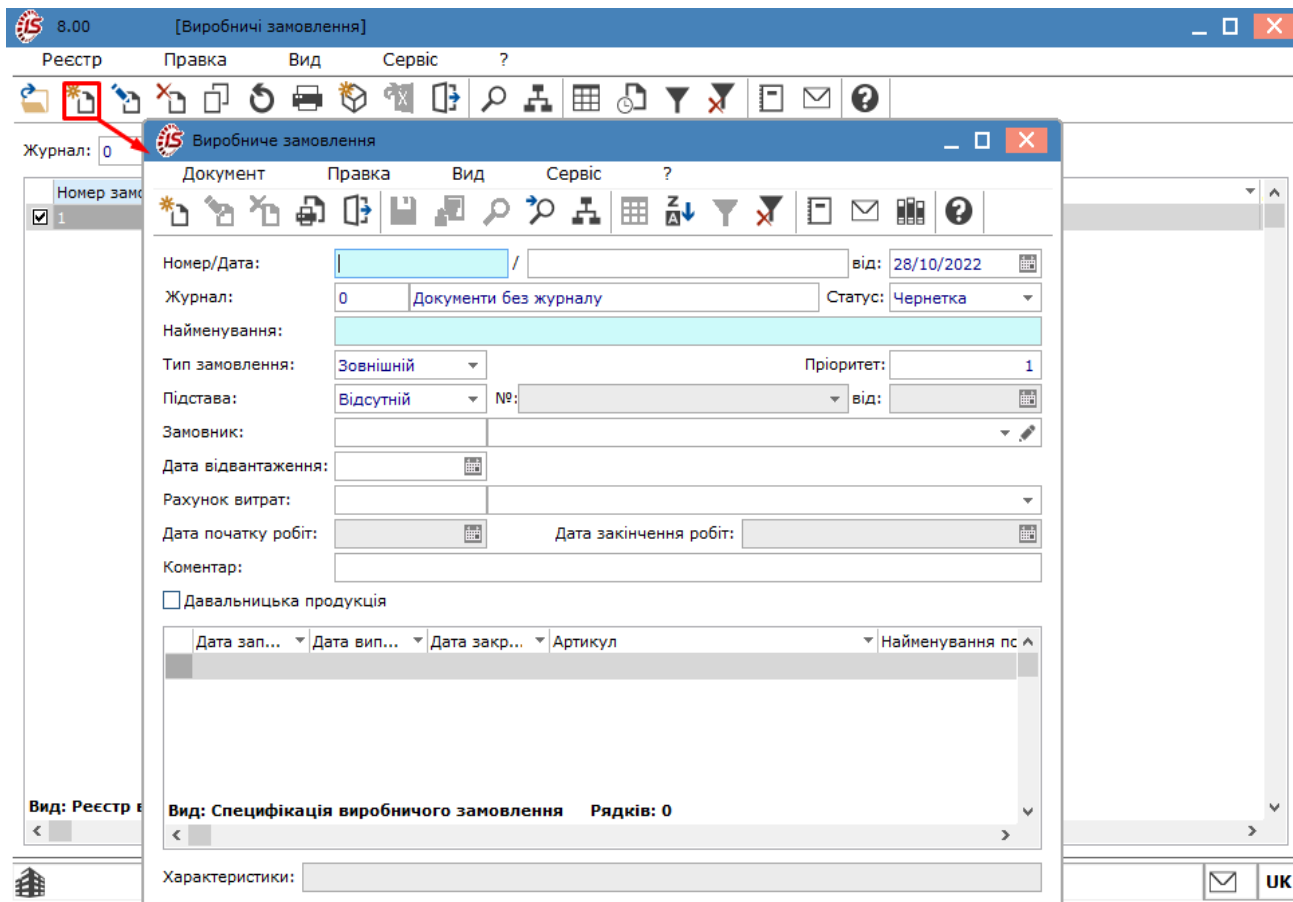 8.00 [Виробничі замовлення]
Реєстр Правка Вид Сервіс ?
Журнал: 0
Номер замо
1
Виробниче замовлення
Документ Правка Вид Сервіс ?
Номер/Дата: / від: 28/10/2022
Журнал: 0 Документи без журналу Статус: Чернетка
Найменування:
Тип замовлення: Зовнішній Пріоритет: 1
Підстава: Відсутній №: від:
Замовник:
Дата відвантаження:
Рахунок витрат:
Дата початку робіт: Дата закінчення робіт:
Коментар:
Давальницька продукція
Дата зап... Дата вип... Дата закр... Артикул Найменування по
Вид: Специфікація виробничого замовлення Рядків: 0
Вид: Реєстр в
Характеристики:
UK